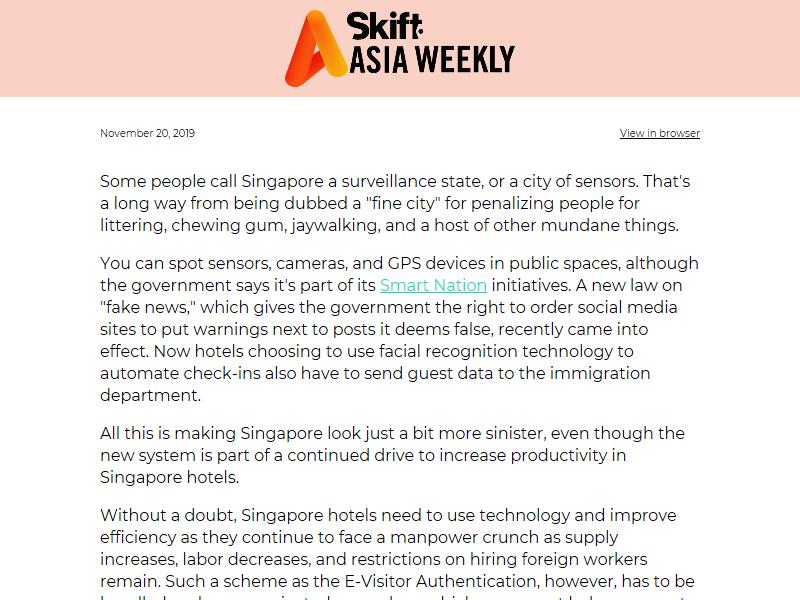 Skift
ASIA WEEKLY
November 20, 2019
View in browser
Some people call Singapore a surveillance state, or a city of sensors. That's
a long way from being dubbed a "fine city" for penalizing people for
littering, chewing gum, jaywalking, and a host of other mundane things.
You can spot sensors, cameras, and GPS devices in public spaces, although
the government says it's part of its Smart Nation initiatives. A new law on
"fake news," which gives the government the right to order social media
sites to put warnings next to posts it deems false, recently came into
effect. Now hotels choosing to use facial recognition technology to
automate check-ins also have to send guest data to the immigration
department.
All this is making Singapore look just a bit more sinister, even though the
new system is part of a continued drive to increase productivity in
Singapore hotels.
Without a doubt, Singapore hotels need to use technology and improve
efficiency as they continue to face a manpower crunch as supply
increases, labor decreases, and restrictions on hiring foreign workers
remain. Such a scheme as the E-Visitor Authentication, however, has to be